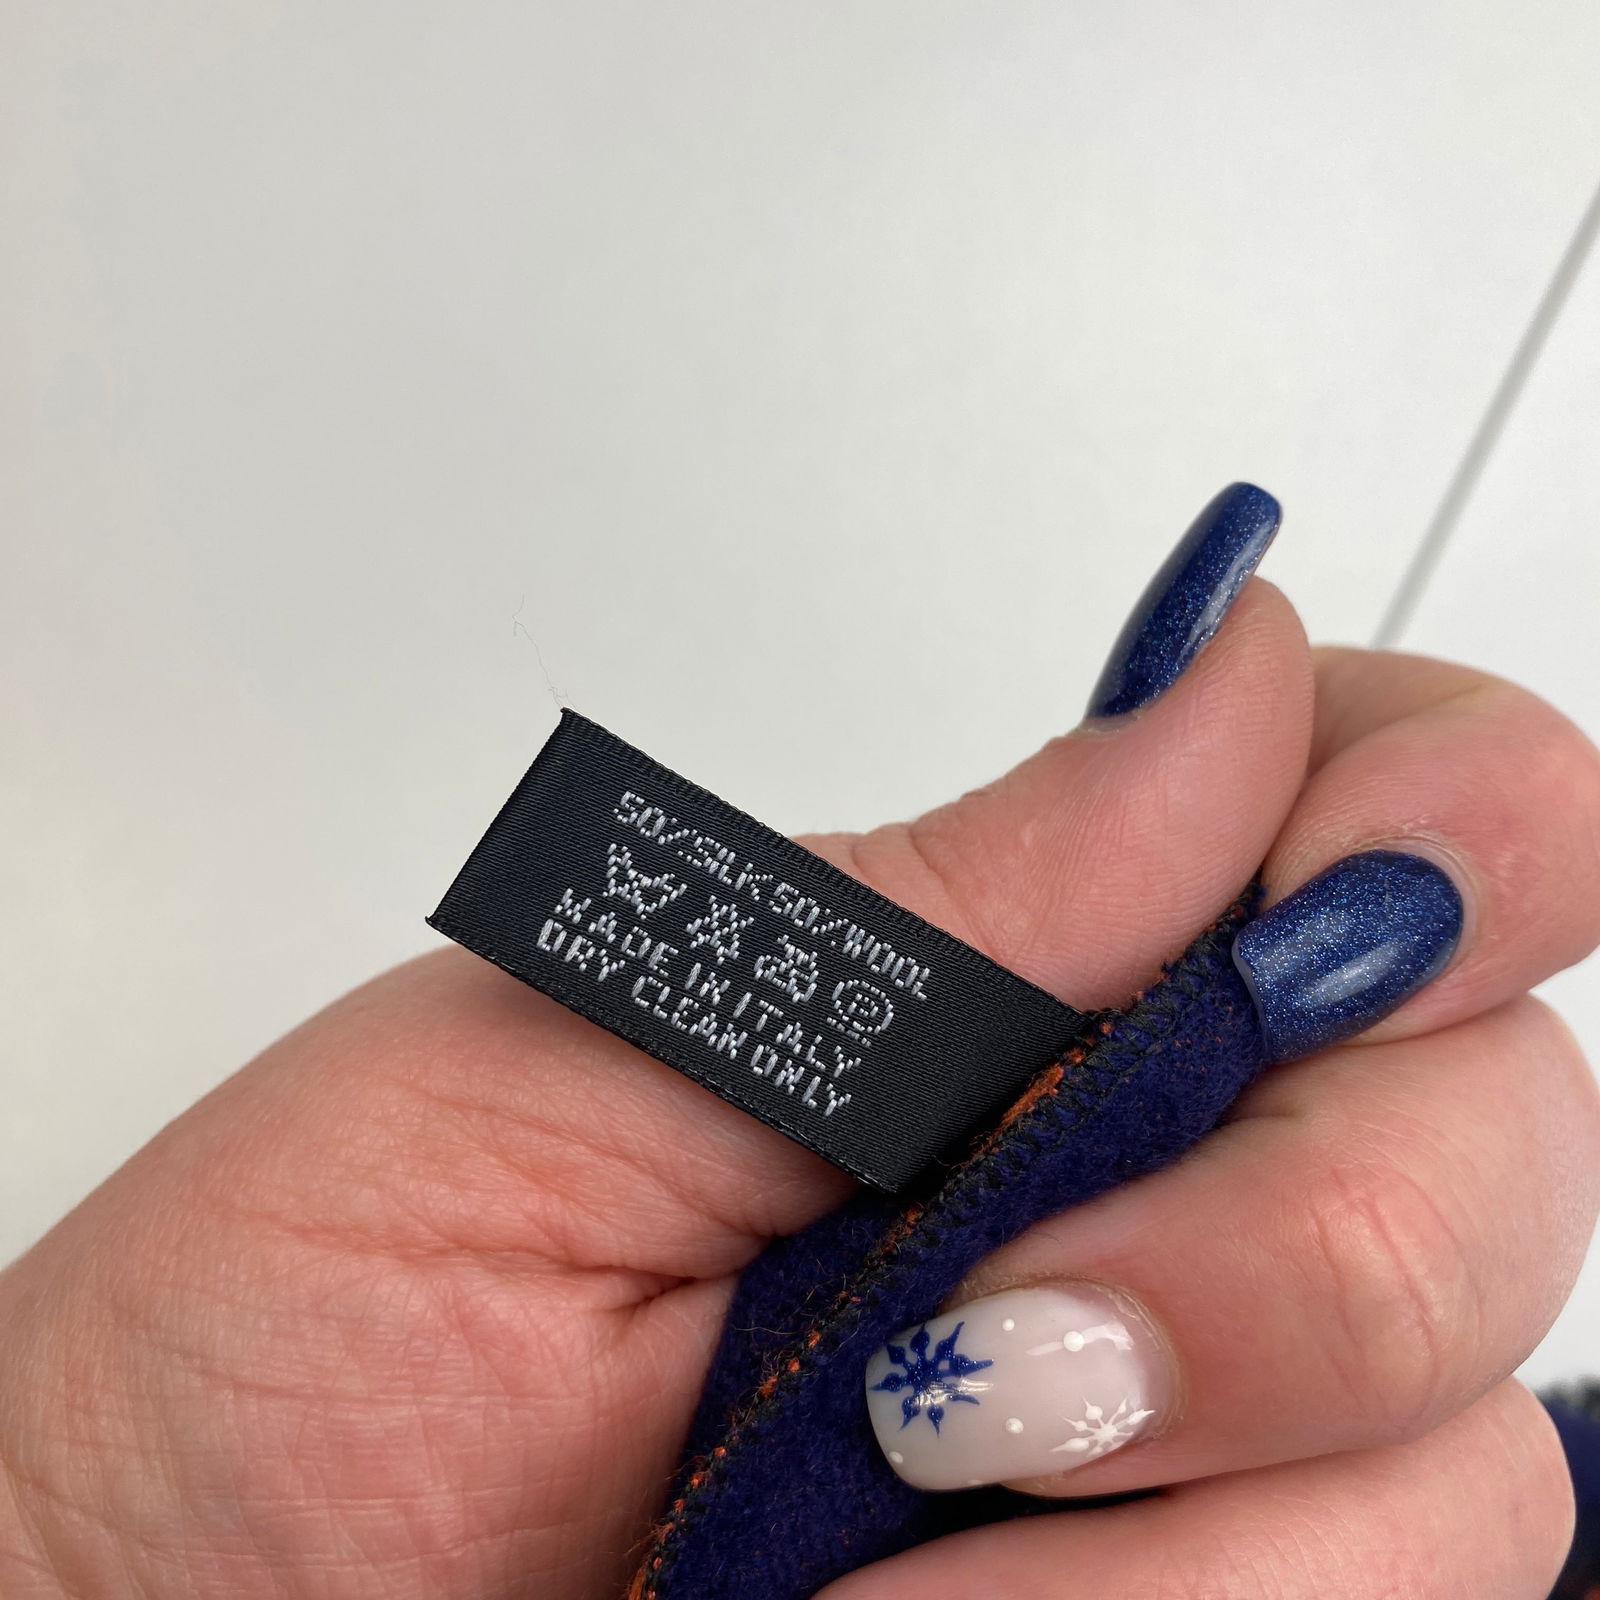 50%SILK 50%WOOL
P
MADE IN ITALY
DRY CLEAN ONLY